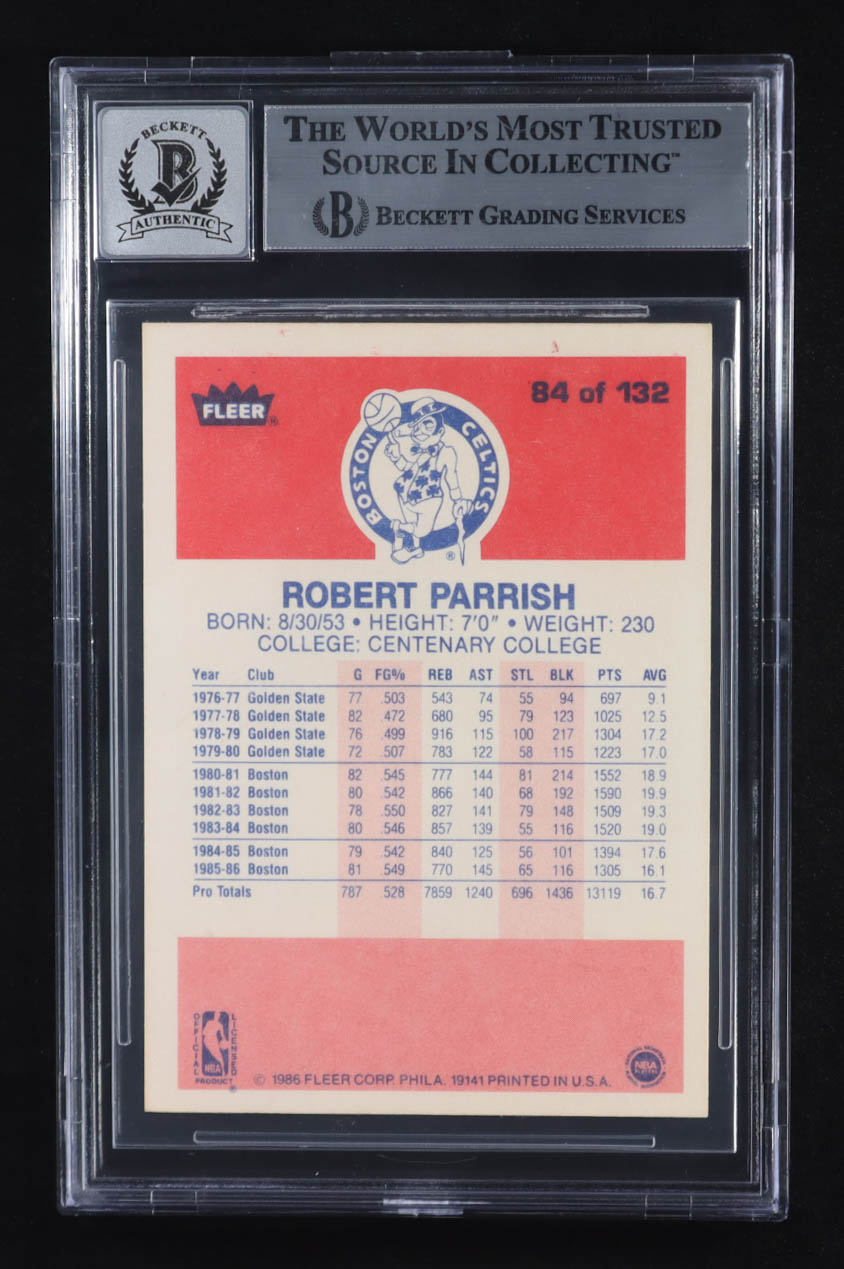 BECKETT
B
AUTHENTIC
THE WORLD'S MOST TRUSTED
SOURCE IN COLLECTING™
B BECKETT GRADING SERVICES
FLEER®
84 of 132
BOSTON CELTICS
®
ROBERT PARRISH
BORN: 8/30/53 • HEIGHT: 7'0" • WEIGHT: 230
COLLEGE: CENTENARY COLLEGE
Year Club G FG% REB AST STL BLK PTS AVG
1976-77 Golden State 77 .503 543 74 55 94 697 9.1
1977-78 Golden State 82 .472 680 95 79 123 1025 12.5
1978-79 Golden State 76 .499 916 115 100 217 1304 17.2
1979-80 Golden State 72 .507 783 122 58 115 1223 17.0
1980-81 Boston 82 .545 777 144 81 214 1552 18.9
1981-82 Boston 80 .542 866 140 68 192 1590 19.9
1982-83 Boston 78 .550 827 141 79 148 1509 19.3
1983-84 Boston 80 .546 857 139 55 116 1520 19.0
1984-85 Boston 79 .542 840 125 56 101 1394 17.6
1985-86 Boston 81 .549 770 145 65 116 1305 16.1
Pro Totals 787 .528 7859 1240 696 1436 13119 16.7
OFFICIAL LICENSED
NBA
PRODUCT ®
© 1986 FLEER CORP. PHILA. 19141 PRINTED IN U.S.A.
NBA
PLAYERS